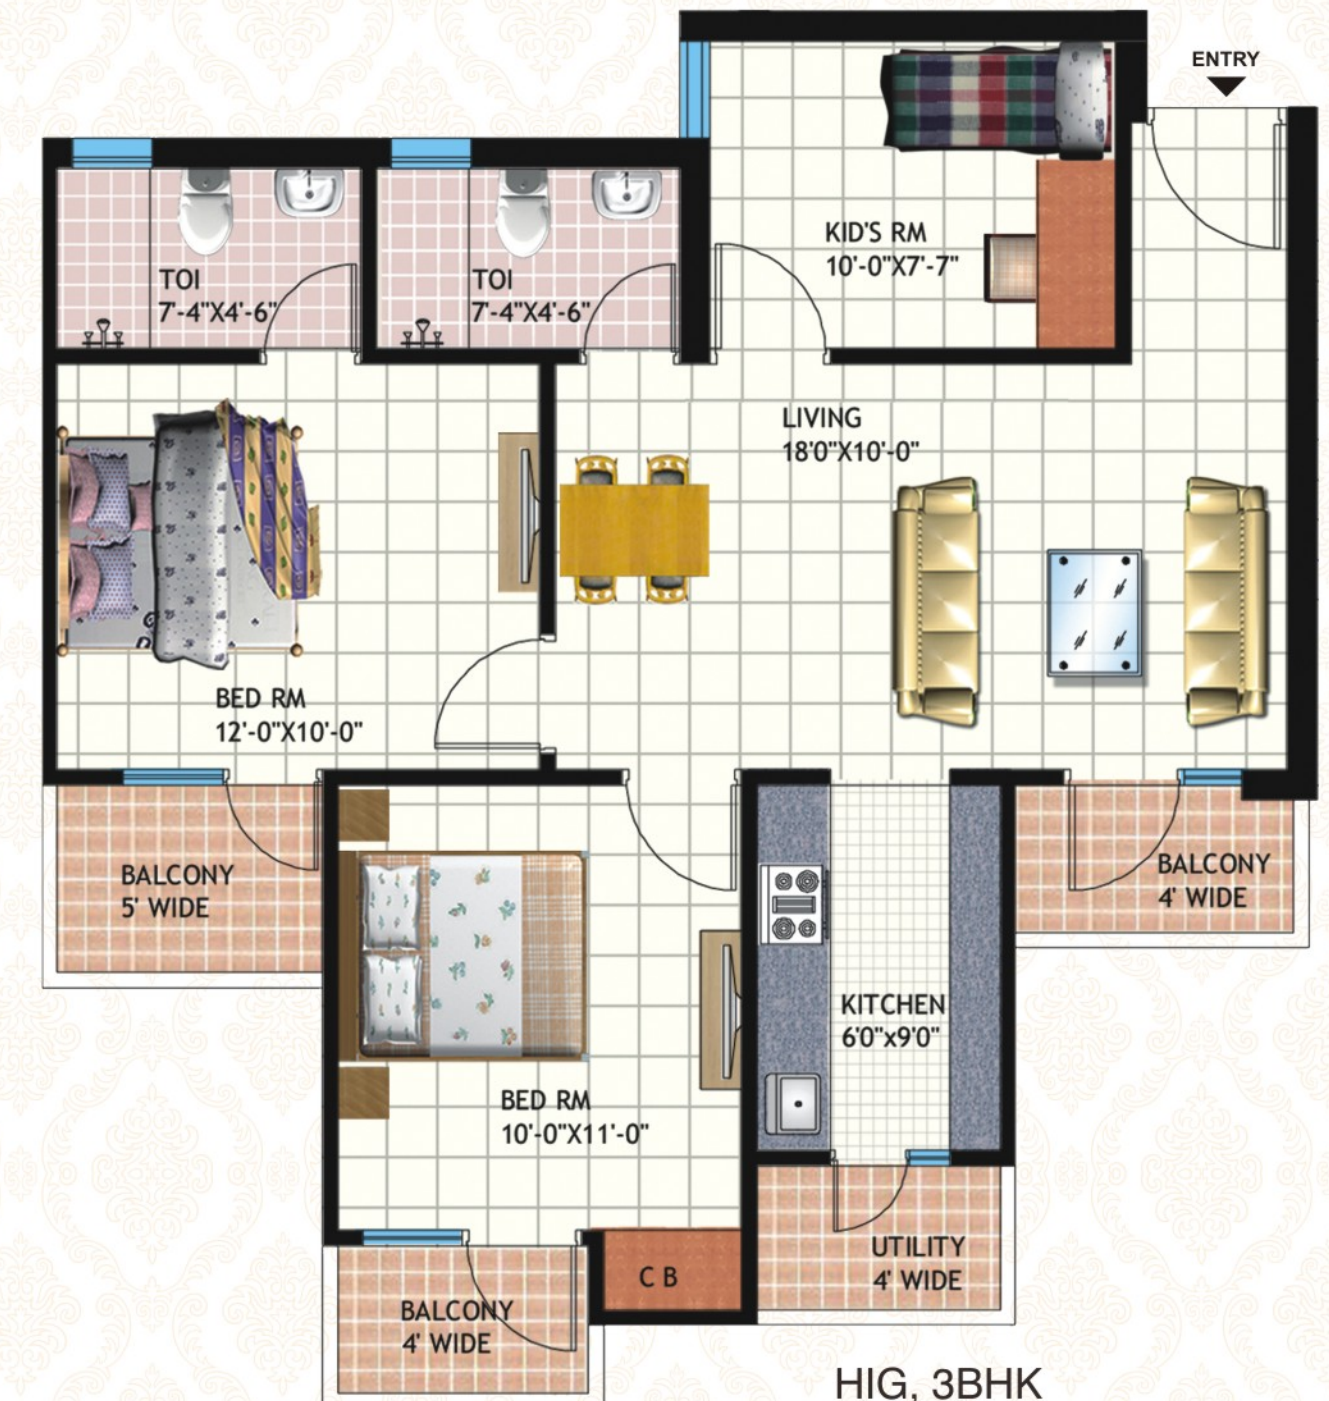 ENTRY
KID'S RM
10'-0"X7'-7"
TOI
7'-4"X4'-6"
TOI
7'-4"X4'-6"
LIVING
18'0"X10'-0"
BED RM
12'-0"X10'-0"
BALCONY
5' WIDE
BALCONY
4' WIDE
KITCHEN
6'0"x9'0"
BED RM
10'-0"X11'-0"
UTILITY
4' WIDE
C B
BALCONY
4' WIDE
HIG, 3BHK